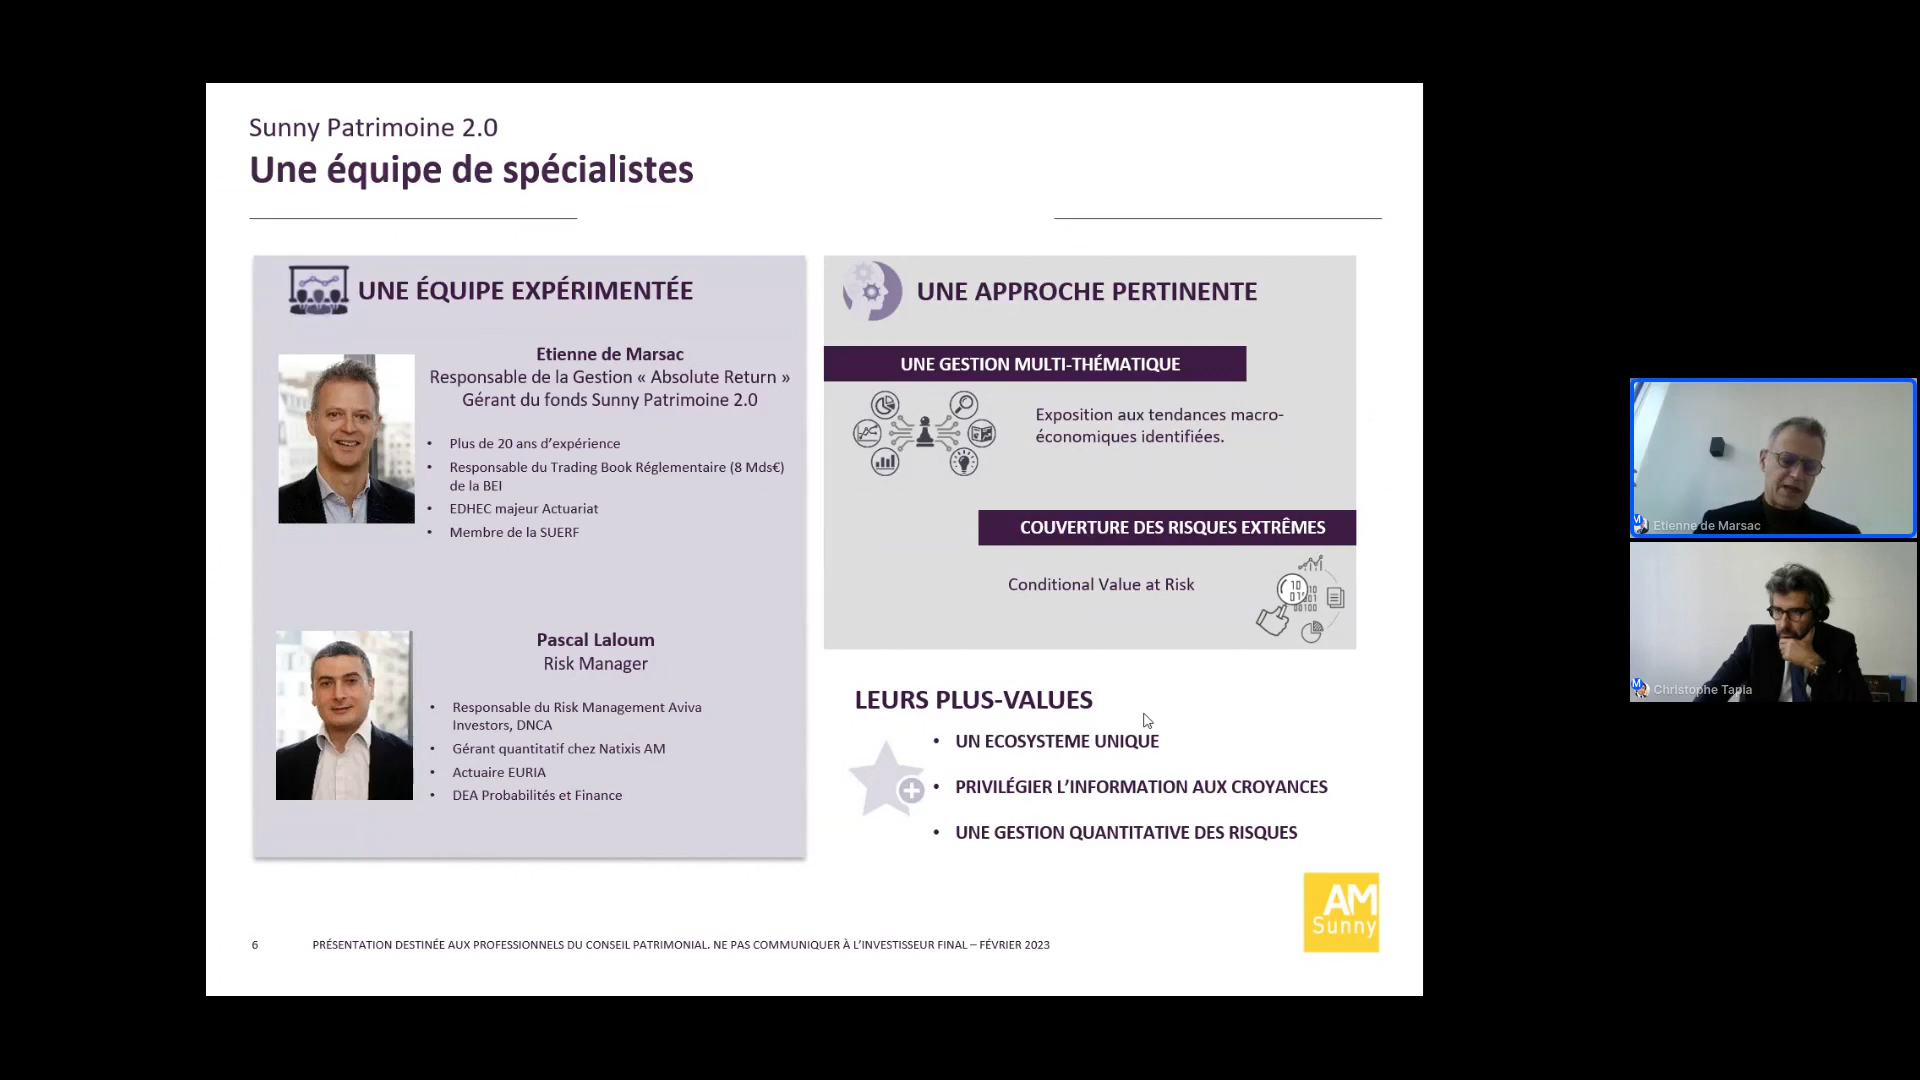 Sunny Patrimoine 2.0
Une équipe de spécialistes
UNE ÉQUIPE EXPÉRIMENTÉE
Etienne de Marsac
Responsable de la Gestion « Absolute Return »
Gérant du fonds Sunny Patrimoine 2.0
• Plus de 20 ans d’expérience
• Responsable du Trading Book Réglementaire (8 Mds€)
de la BEI
• EDHEC majeur Actuariat
• Membre de la SUERF
Pascal Laloum
Risk Manager
• Responsable du Risk Management Aviva
Investors, DNCA
• Gérant quantitatif chez Natixis AM
• Actuaire EURIA
• DEA Probabilités et Finance
UNE APPROCHE PERTINENTE
UNE GESTION MULTI-THÉMATIQUE
Exposition aux tendances macro-
économiques identifiées.
COUVERTURE DES RISQUES EXTRÊMES
Conditional Value at Risk
LEURS PLUS-VALUES
• UN ECOSYSTEME UNIQUE
• PRIVILÉGIER L’INFORMATION AUX CROYANCES
• UNE GESTION QUANTITATIVE DES RISQUES
AM
Sunny
6
PRÉSENTATION DESTINÉE AUX PROFESSIONNELS DU CONSEIL PATRIMONIAL. NE PAS COMMUNIQUER À L’INVESTISSEUR FINAL – FÉVRIER 2023
Etienne de Marsac
Christophe Tapia